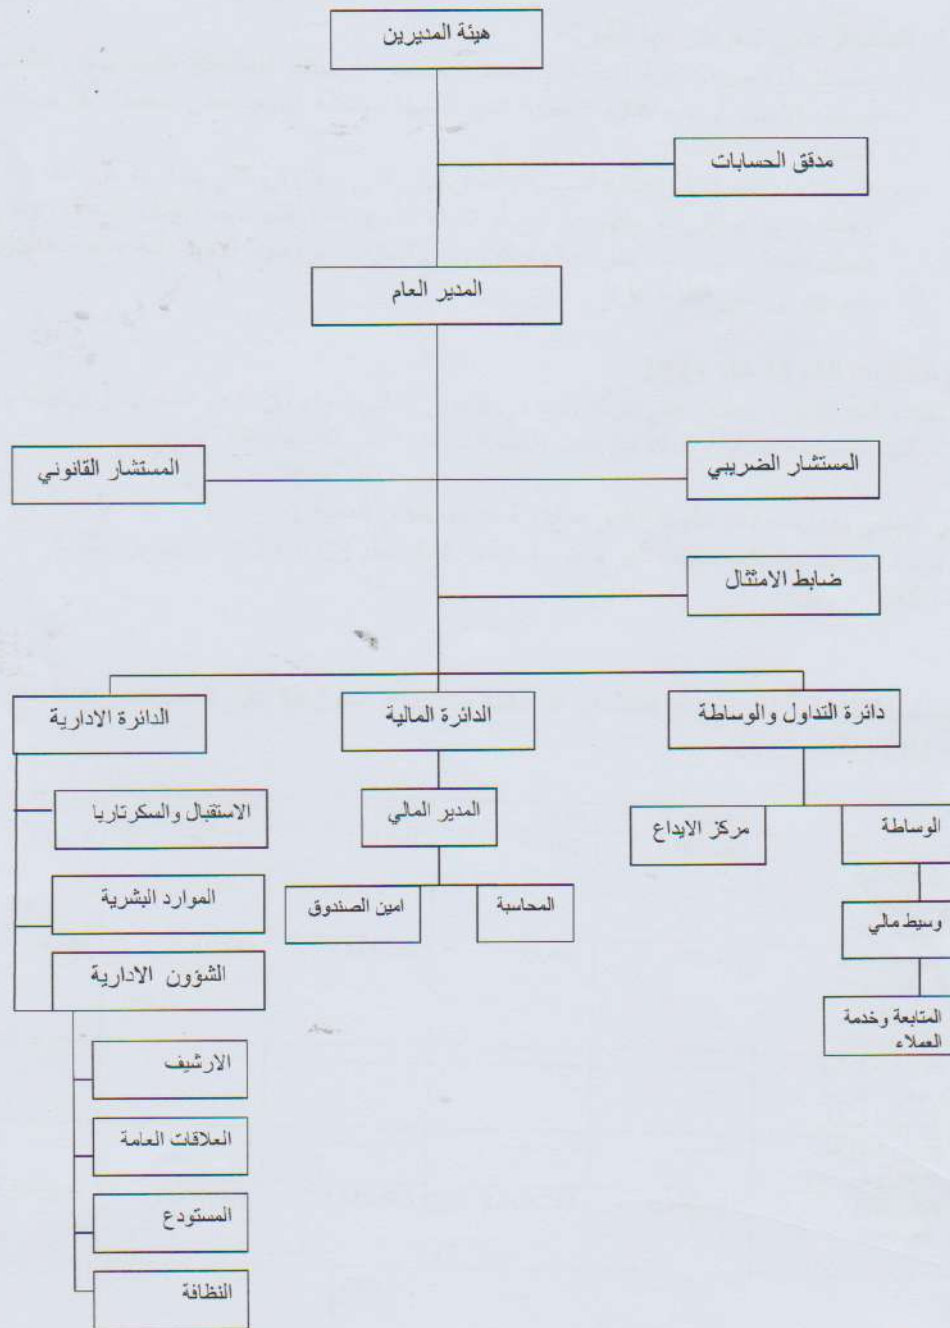 هيئة المديرين
مدقق الحسابات
المدير العام
المستشار الضريبي
المستشار القانوني
ضابط الامتثال
دائرة التداول والوساطة
الدائرة المالية
الدائرة الادارية
الوساطة
مركز الايداع
المدير المالي
الاستقبال والسكرتاريا
وسيط مالي
المحاسبة
امين الصندوق
الموارد البشرية
الشؤون الادارية
المتابعة وخدمة
العملاء
الارشيف
العلاقات العامة
المستودع
النظافة